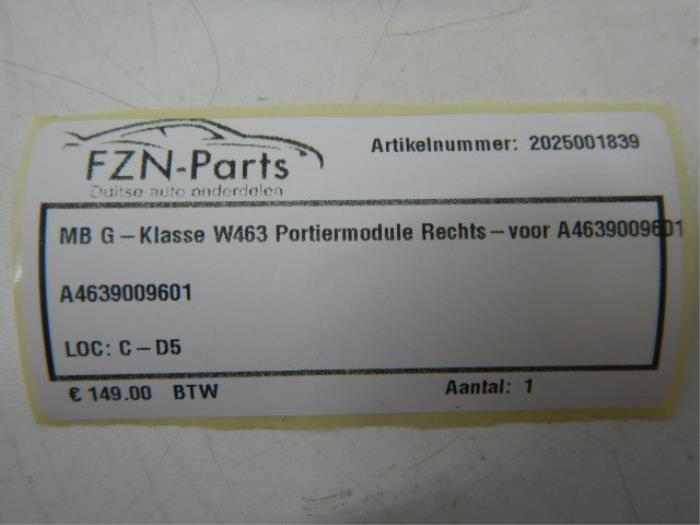 FZN-Parts
Duitse auto onderdelen
Artikelnummer: 2025001839
MB G-Klasse W463 Portiermodule Rechts-voor A4639009601
A4639009601
LOC: C-D5
€ 149.00 BTW
Aantal: 1